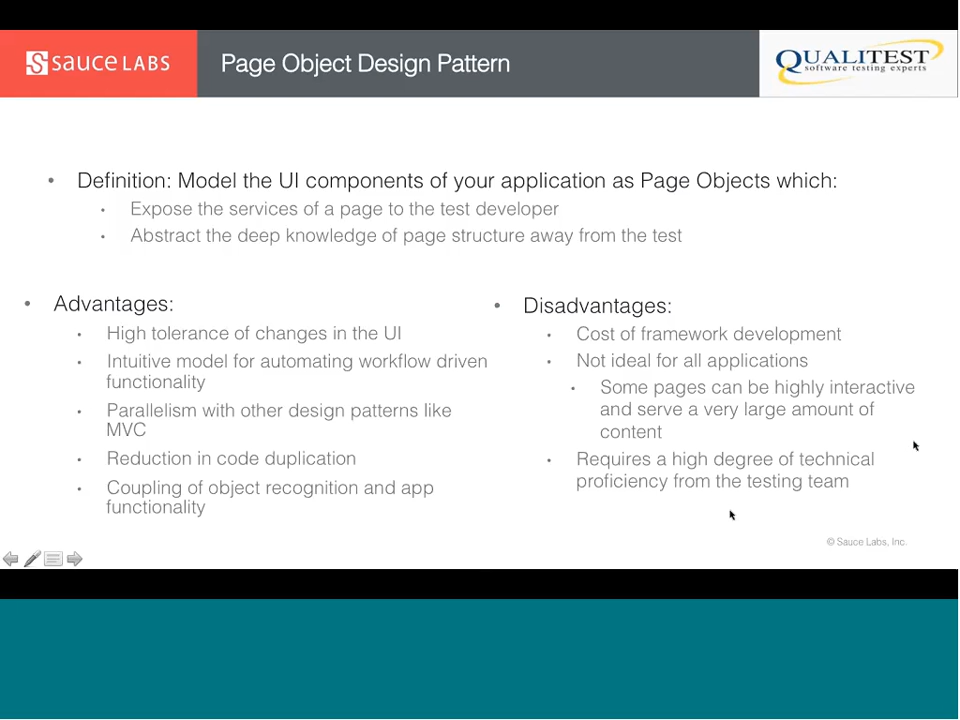 SAUCE LABS
Page Object Design Pattern
QUALITEST
software testing experts
• Definition: Model the UI components of your application as Page Objects which:
• Expose the services of a page to the test developer
• Abstract the deep knowledge of page structure away from the test
• Advantages:
• High tolerance of changes in the UI
• Intuitive model for automating workflow driven
functionality
• Parallelism with other design patterns like
MVC
• Reduction in code duplication
• Coupling of object recognition and app
functionality
• Disadvantages:
• Cost of framework development
• Not ideal for all applications
• Some pages can be highly interactive
and serve a very large amount of
content
• Requires a high degree of technical
proficiency from the testing team
© Sauce Labs, Inc.